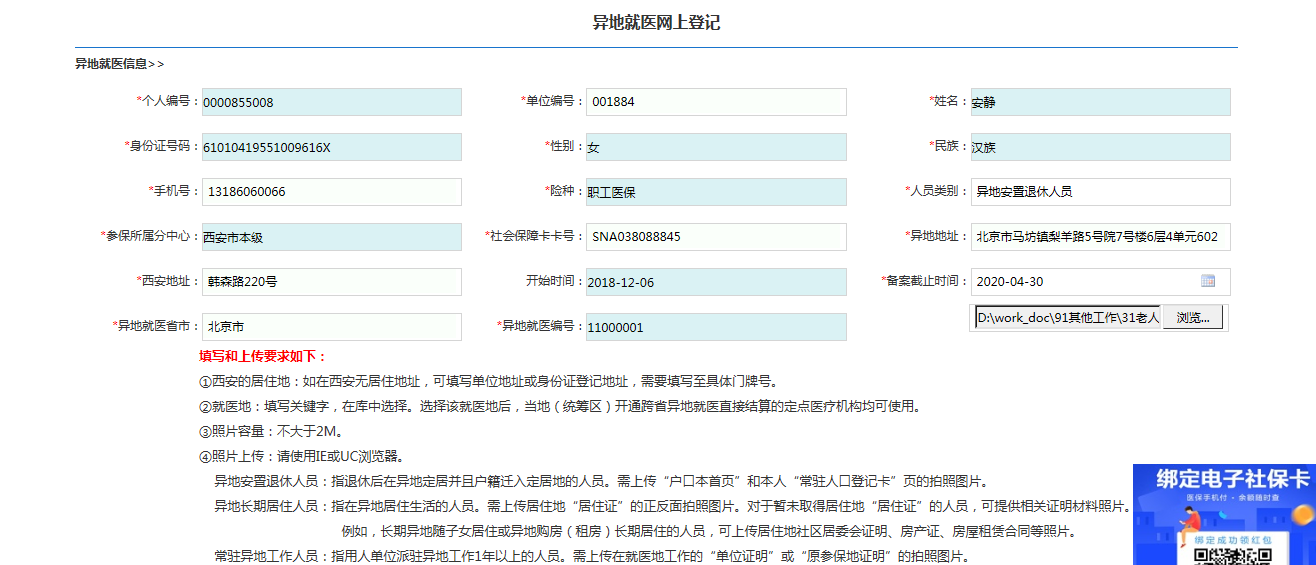 异地就医网上登记
异地就医信息>>
*个人编号：0000855008 *单位编号：001884 *姓名：安静
*身份证号码：61010419551009616X *性别：女 *民族：汉族
*手机号：13186060066 *险种：职工医保 *人员类别：异地安置退休人员
*参保所属分中心：西安市本级 *社会保障卡卡号：SNA038088845 *异地地址：北京市马坊镇梨羊路5号院7号楼6层4单元602
*西安地址：韩森路220号 开始时间：2018-12-06 *备案截止时间：2020-04-30
*异地就医省市：北京市 *异地就医编号：11000001 D:\work_doc\91其他工作\31老人 浏览...
填写和上传要求如下：
①西安的居住地：如在西安无居住地址，可填写单位地址或身份证登记地址，需要填写至具体门牌号。
②就医地：填写关键字，在库中选择。选择该就医地后，当地（统筹区）开通跨省异地就医直接结算的定点医疗机构均可使用。
③照片容量：不大于2M。
④照片上传：请使用IE或UC浏览器。
异地安置退休人员：指退休后在异地定居并且户籍迁入定居地的人员。需上传“户口本首页”和本人“常驻人口登记卡”页的拍照图片。
异地长期居住人员：指在异地居住生活的人员。需上传居住地“居住证”的正反面拍照图片。对于暂未取得居住地“居住证”的人员，可提供相关证明材料照片。
例如，长期异地随子女居住或异地购房（租房）长期居住的人员，可上传居住地社区居委会证明、房产证、房屋租赁合同等照片。
常驻异地工作人员：指用人单位派驻异地工作1年以上的人员。需上传在就医地工作的“单位证明”或“原参保地证明”的拍照图片。
绑定电子社保卡
医保手机付·余额随时查
绑定成功领红包